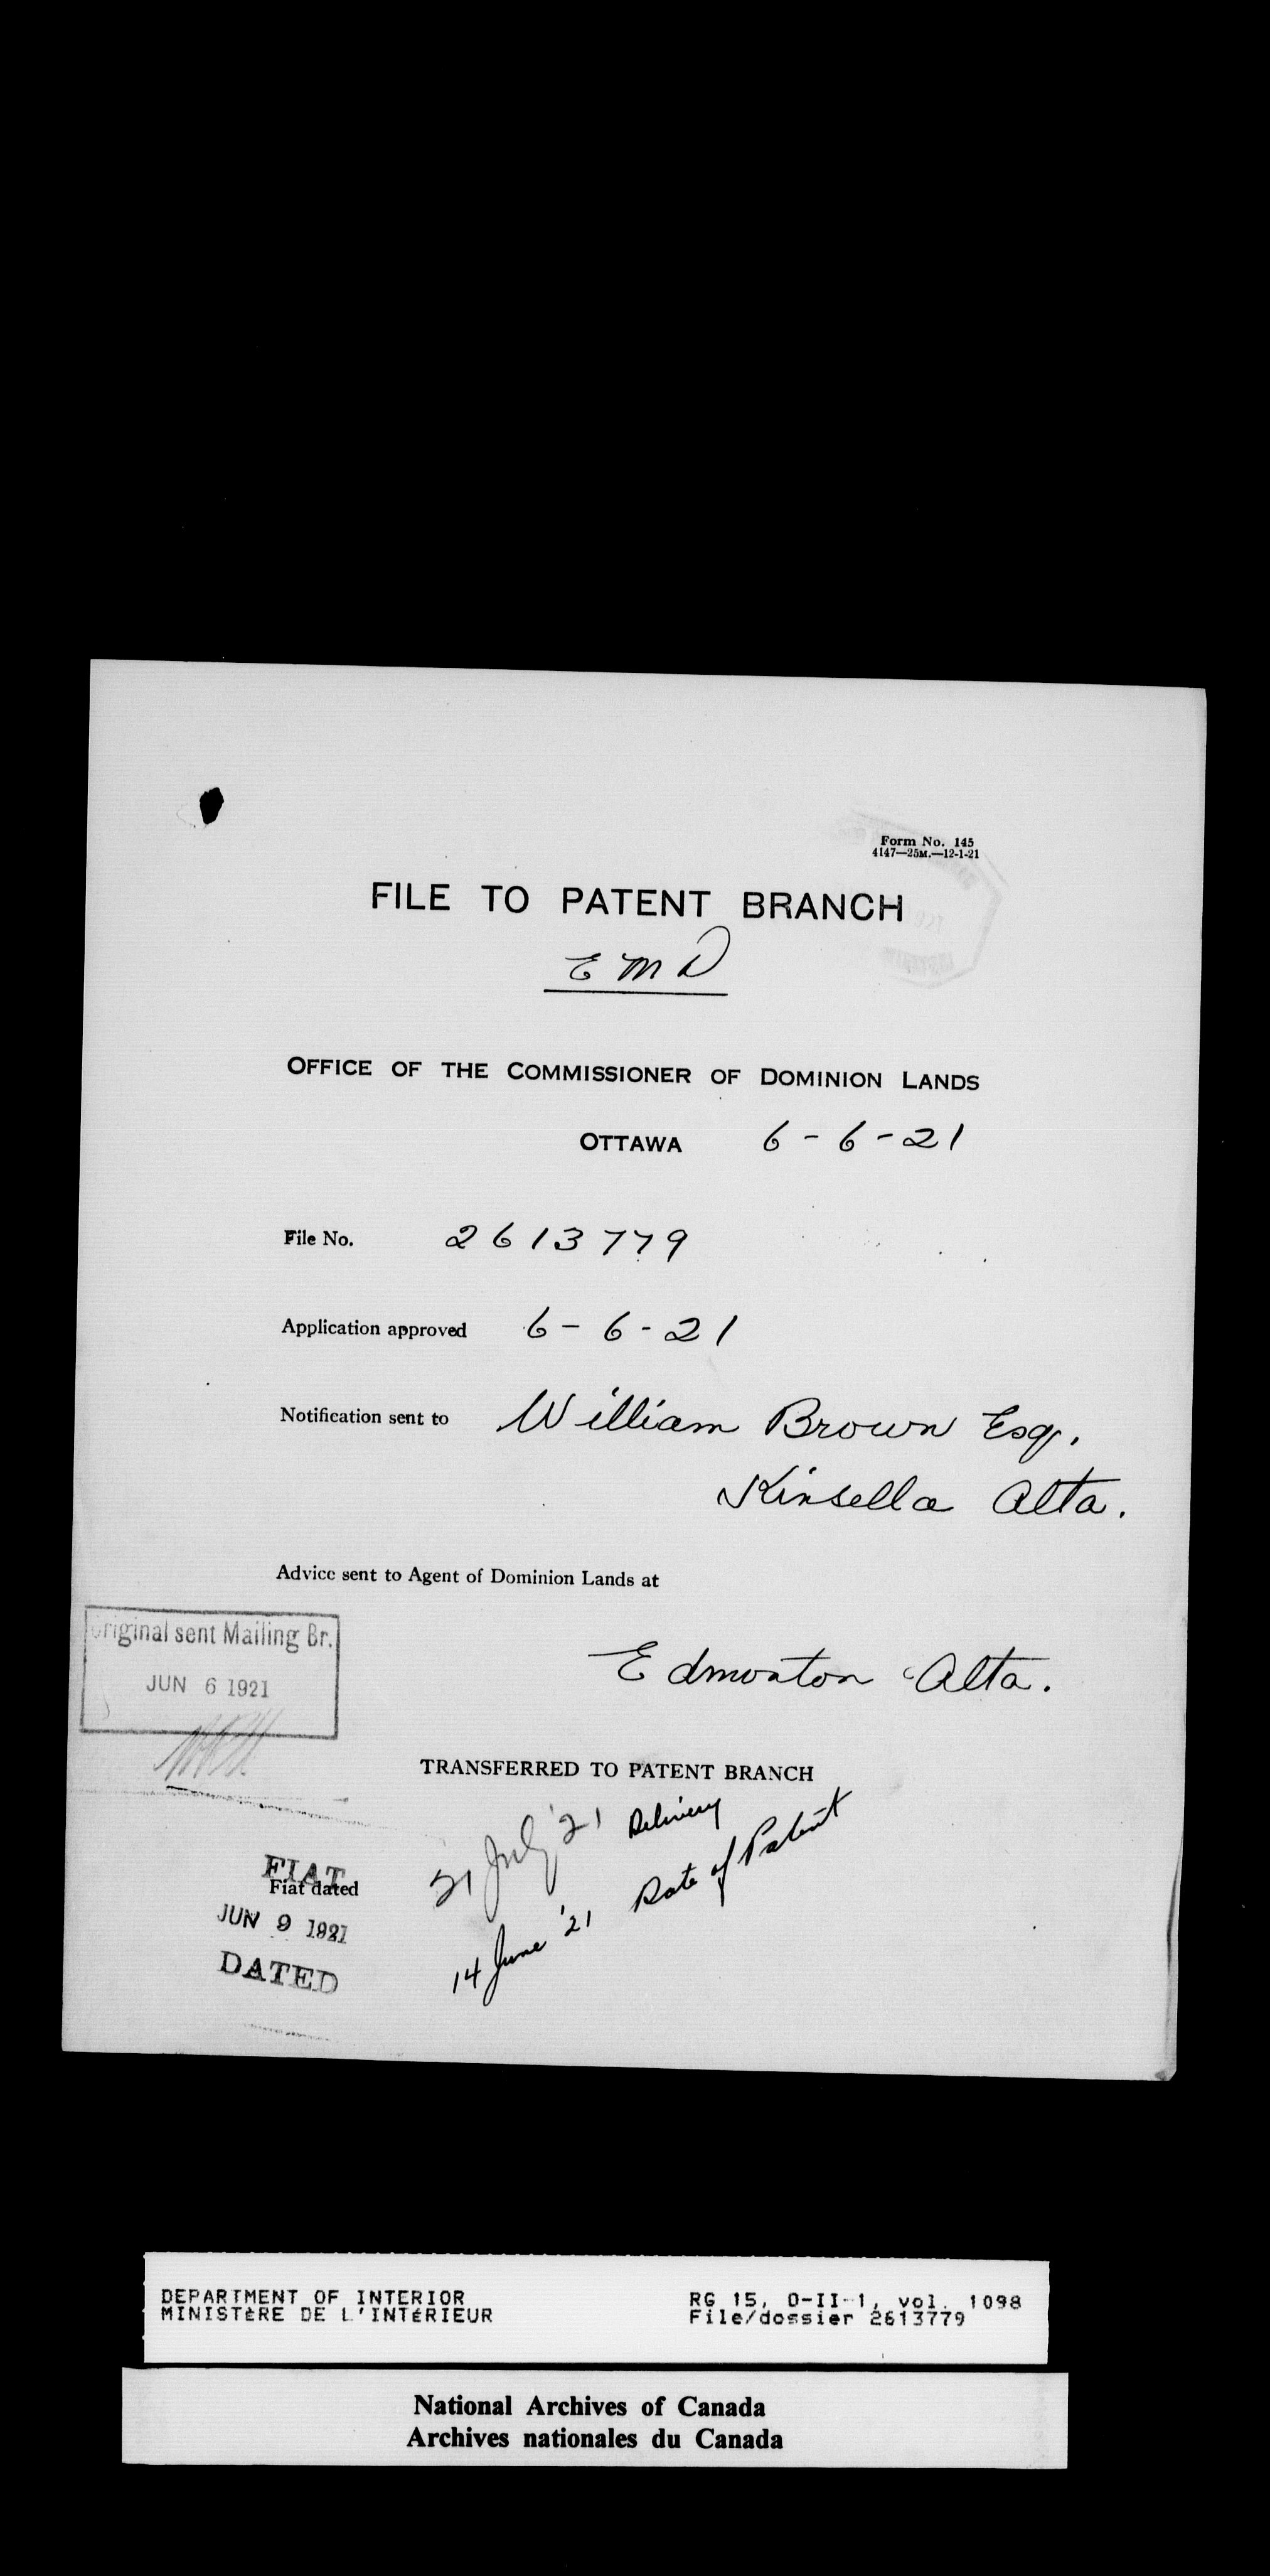 Form No. 145
4147—25M.—12-1-21
FILE TO PATENT BRANCH
E M D
OFFICE OF THE COMMISSIONER OF DOMINION LANDS
OTTAWA 6-6-21
File No. 2613779
Application approved 6-6-21
Notification sent to William Brown Esq.
Kinsella Alta.
Advice sent to Agent of Dominion Lands at
Original sent Mailing Br.
JUN 6 1921
Edmonton Alta.
TRANSFERRED TO PATENT BRANCH
21 July '21 Delivery
14 June '21 Date of Patent
FIAT
Fiat dated
JUN 9 1921
DATED
DEPARTMENT OF INTERIOR
MINISTÈRE DE L'INTÉRIEUR
RG 15, D-II-1, vol. 1098
File/dossier 2613779
National Archives of Canada
Archives nationales du Canada